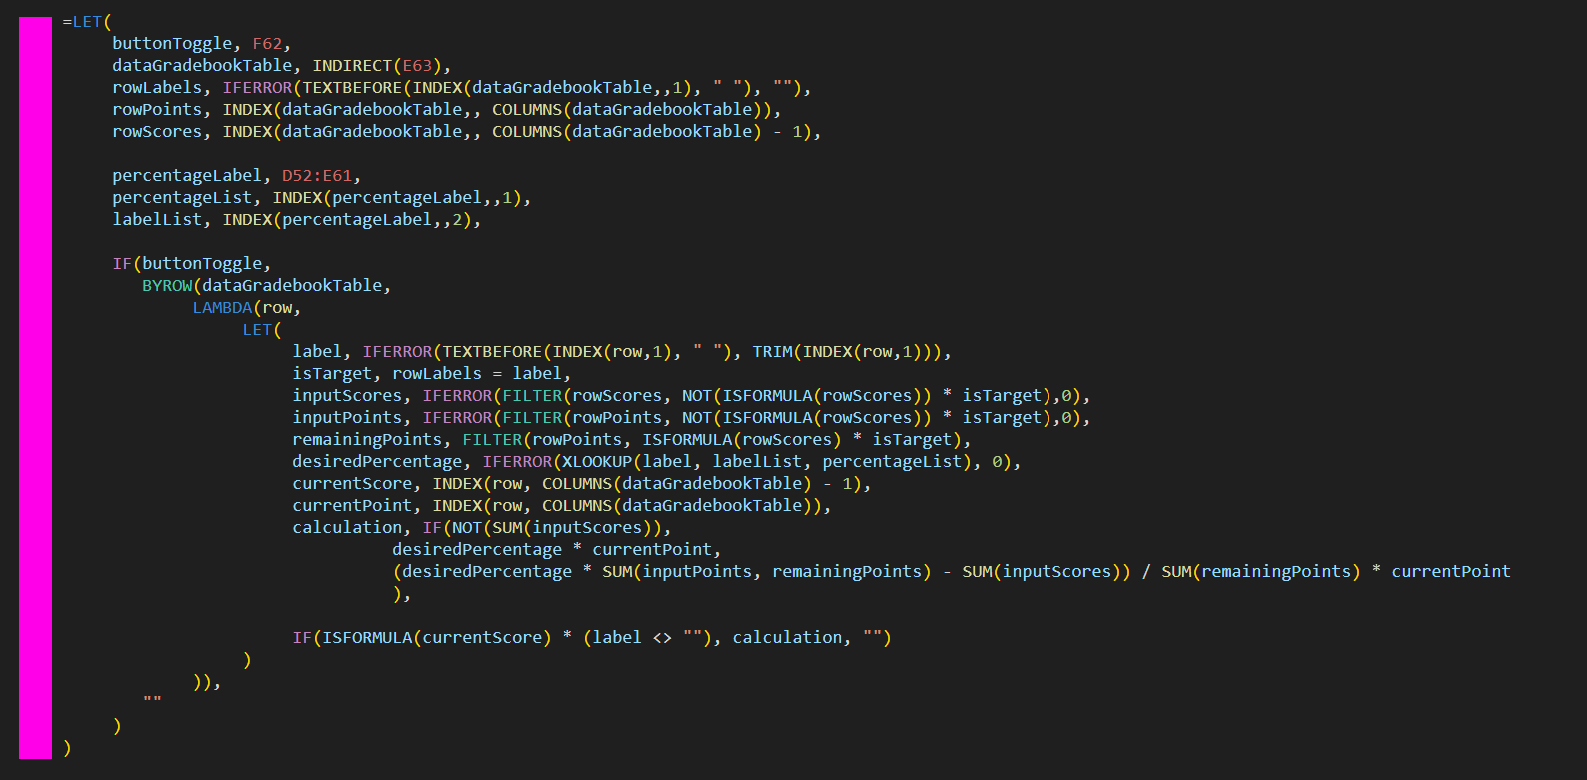 =LET(
buttonToggle, F62,
dataGradebookTable, INDIRECT(E63),
rowLabels, IFERROR(TEXTBEFORE(INDEX(dataGradebookTable,,1), " "), ""),
rowPoints, INDEX(dataGradebookTable,, COLUMNS(dataGradebookTable)),
rowScores, INDEX(dataGradebookTable,, COLUMNS(dataGradebookTable) - 1),
percentageLabel, D52:E61,
percentageList, INDEX(percentageLabel,,1),
labelList, INDEX(percentageLabel,,2),
IF(buttonToggle,
BYROW(dataGradebookTable,
LAMBDA(row,
LET(
label, IFERROR(TEXTBEFORE(INDEX(row,1), " "), TRIM(INDEX(row,1))),
isTarget, rowLabels = label,
inputScores, IFERROR(FILTER(rowScores, NOT(ISFORMULA(rowScores)) * isTarget),0),
inputPoints, IFERROR(FILTER(rowPoints, NOT(ISFORMULA(rowScores)) * isTarget),0),
remainingPoints, FILTER(rowPoints, ISFORMULA(rowScores) * isTarget),
desiredPercentage, IFERROR(XLOOKUP(label, labelList, percentageList), 0),
currentScore, INDEX(row, COLUMNS(dataGradebookTable) - 1),
currentPoint, INDEX(row, COLUMNS(dataGradebookTable)),
calculation, IF(NOT(SUM(inputScores)),
desiredPercentage * currentPoint,
(desiredPercentage * SUM(inputPoints, remainingPoints) - SUM(inputScores)) / SUM(remainingPoints) * currentPoint
),
IF(ISFORMULA(currentScore) * (label <> ""), calculation, "")
)
)),
""
)
)